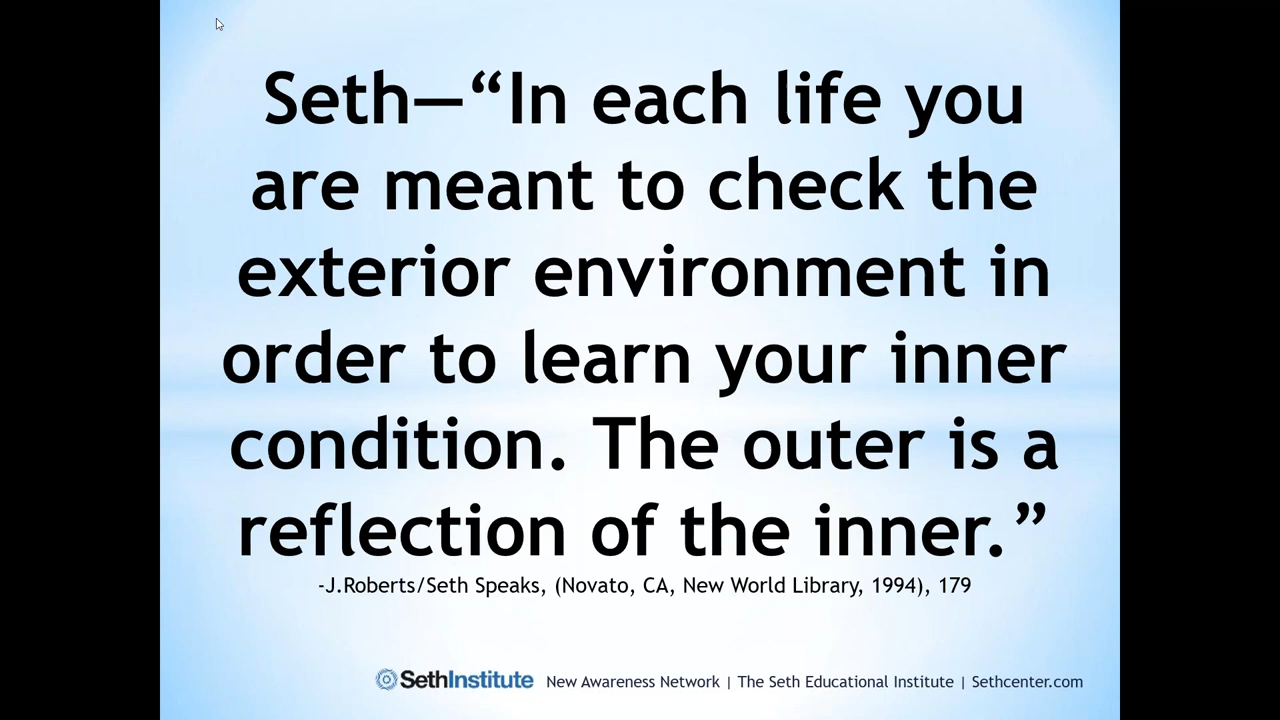 Seth—“In each life you
are meant to check the
exterior environment in
order to learn your inner
condition. The outer is a
reflection of the inner.”
-J.Roberts/Seth Speaks, (Novato, CA, New World Library, 1994), 179
SethInstitute New Awareness Network | The Seth Educational Institute | Sethcenter.com